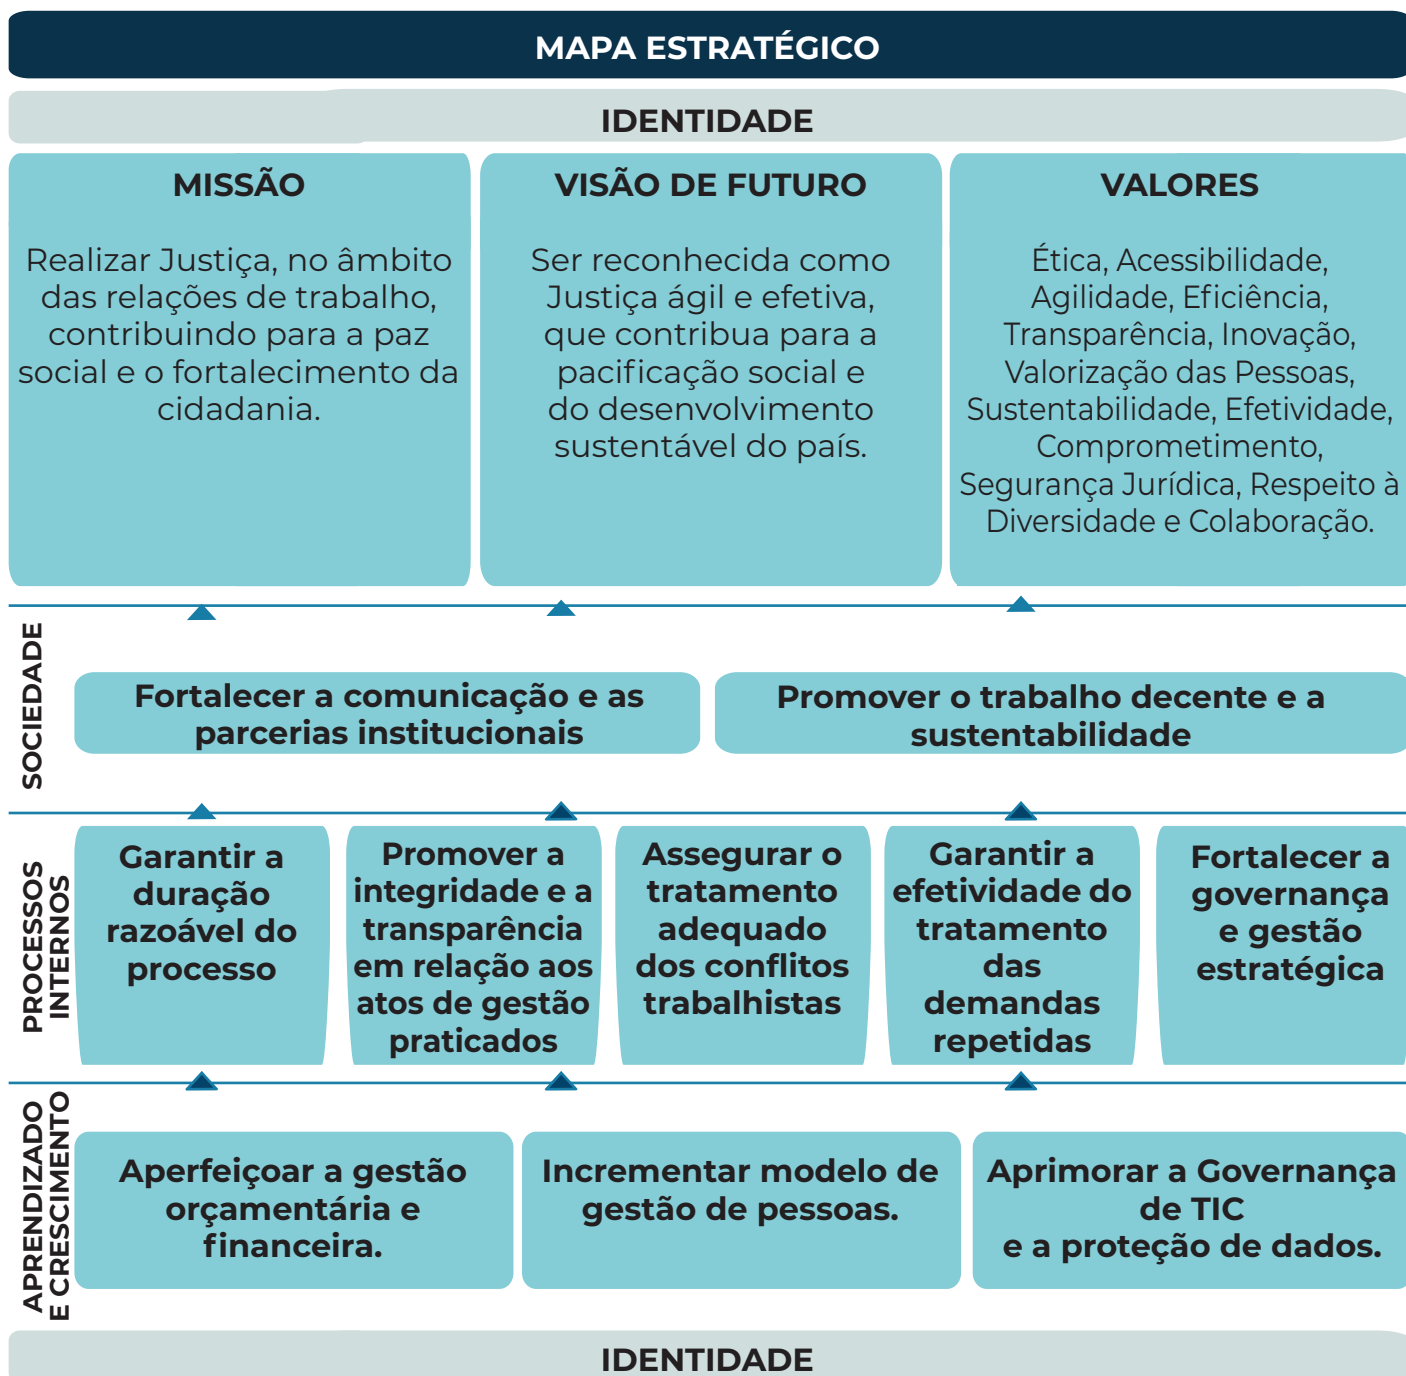 MAPA ESTRATÉGICO
IDENTIDADE
MISSÃO
Realizar Justiça, no âmbito
das relações de trabalho,
contribuindo para a paz
social e o fortalecimento da
cidadania.
VISÃO DE FUTURO
Ser reconhecida como
Justiça ágil e efetiva,
que contribua para a
pacificação social e
do desenvolvimento
sustentável do país.
VALORES
Ética, Acessibilidade,
Agilidade, Eficiência,
Transparência, Inovação,
Valorização das Pessoas,
Sustentabilidade, Efetividade,
Comprometimento,
Segurança Jurídica, Respeito à
Diversidade e Colaboração.
SOCIEDADE
Fortalecer a comunicação e as
parcerias institucionais
Promover o trabalho decente e a
sustentabilidade
PROCESSOS
INTERNOS
Garantir a
duração
razoável do
processo
Promover a
integridade e a
transparência
em relação aos
atos de gestão
praticados
Assegurar o
tratamento
adequado
dos conflitos
trabalhistas
Garantir a
efetividade do
tratamento
das
demandas
repetidas
Fortalecer a
governança
e gestão
estratégica
APRENDIZADO
E CRESCIMENTO
Aperfeiçoar a gestão
orçamentária e
financeira.
Incrementar modelo de
gestão de pessoas.
Aprimorar a Governança
de TIC
e a proteção de dados.
IDENTIDADE